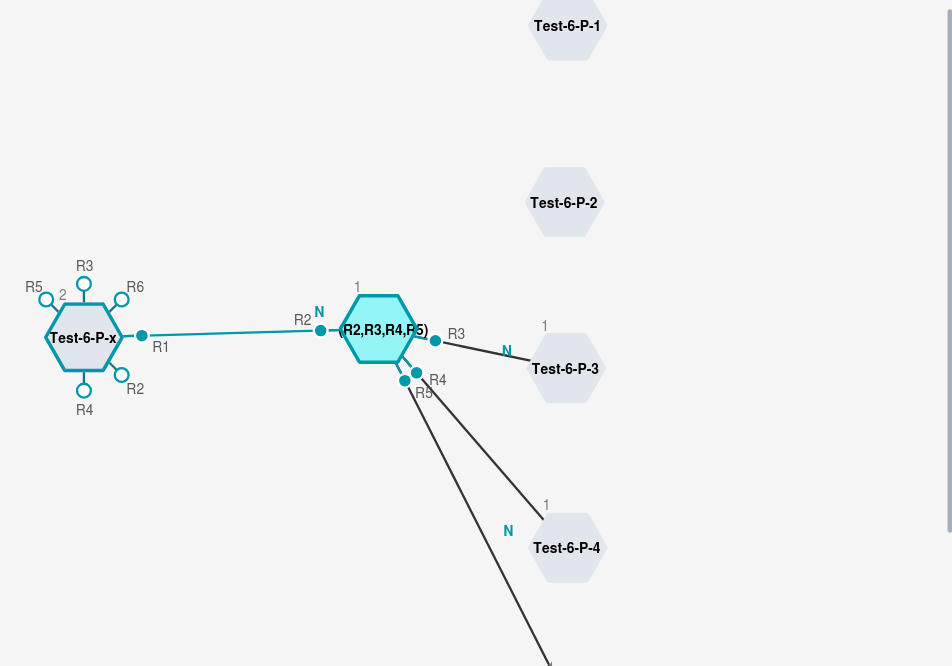 Test-6-P-1
Test-6-P-2
R3
R5
2
R6
Test-6-P-x
R1
R2
R4
1
N
R2
(R2,R3,R4,R5)
R3
R4
R5
N
1
Test-6-P-3
1
N
Test-6-P-4